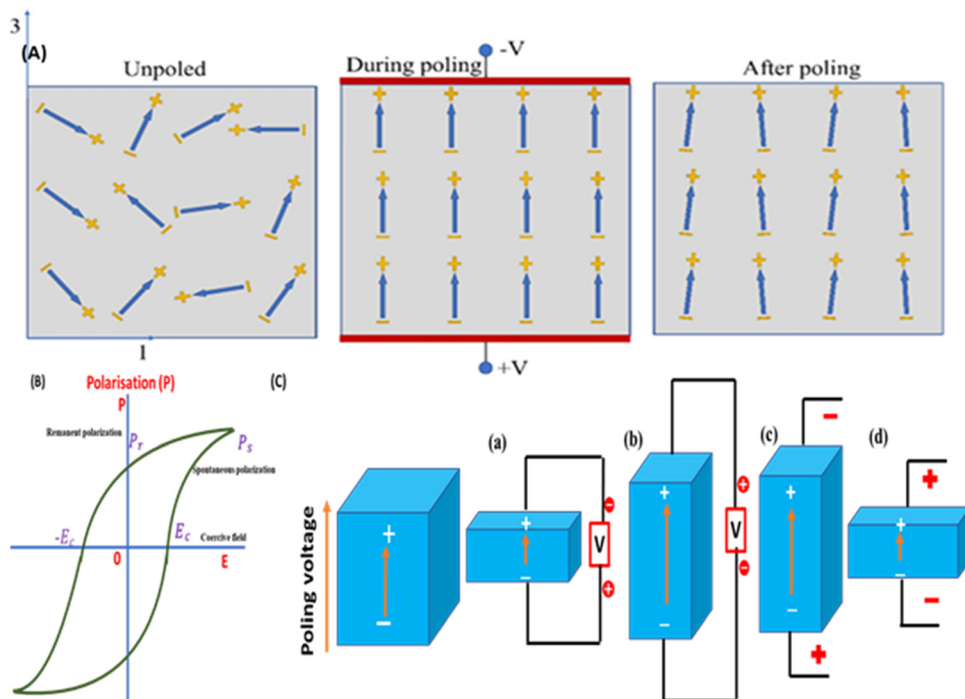 3
(A)
Unpoled
During poling
-V
After poling
1
+V
(B)
Polarisation (P)
P
Remanent polarization
Pr
Ps
Spontaneous polarization
-Ec
Ec
Coercive field
0
E
(C)
Poling voltage
+
−
(a)
+
−
V
−
+
(b)
+
−
V
+
−
(c)
+
−
−
+
(d)
+
−
+
−